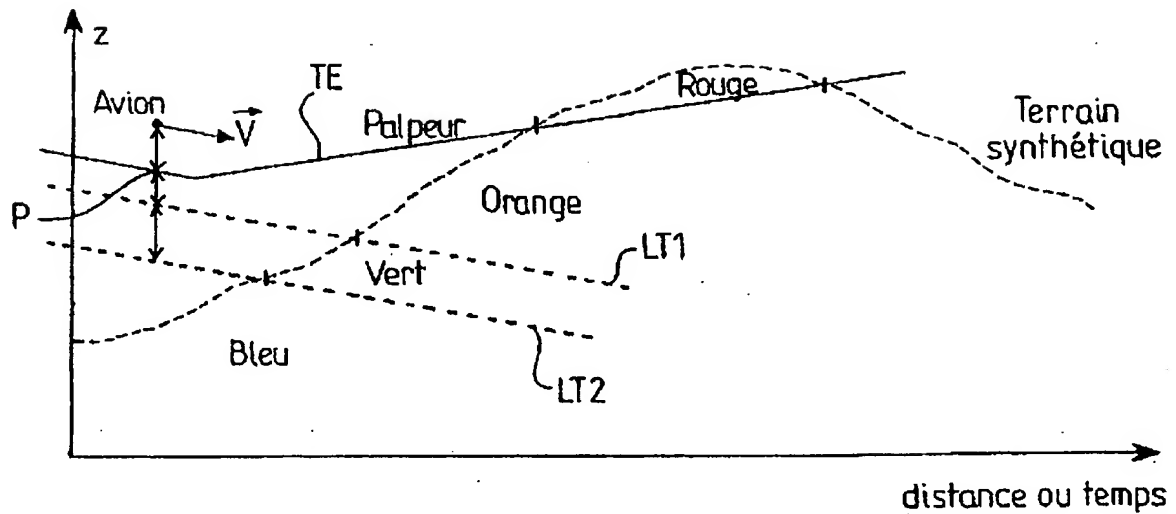 z
Avion
V
TE
Palpeur
Rouge
Terrain
synthétique
P
Orange
LT1
Vert
Bleu
LT2
distance ou temps